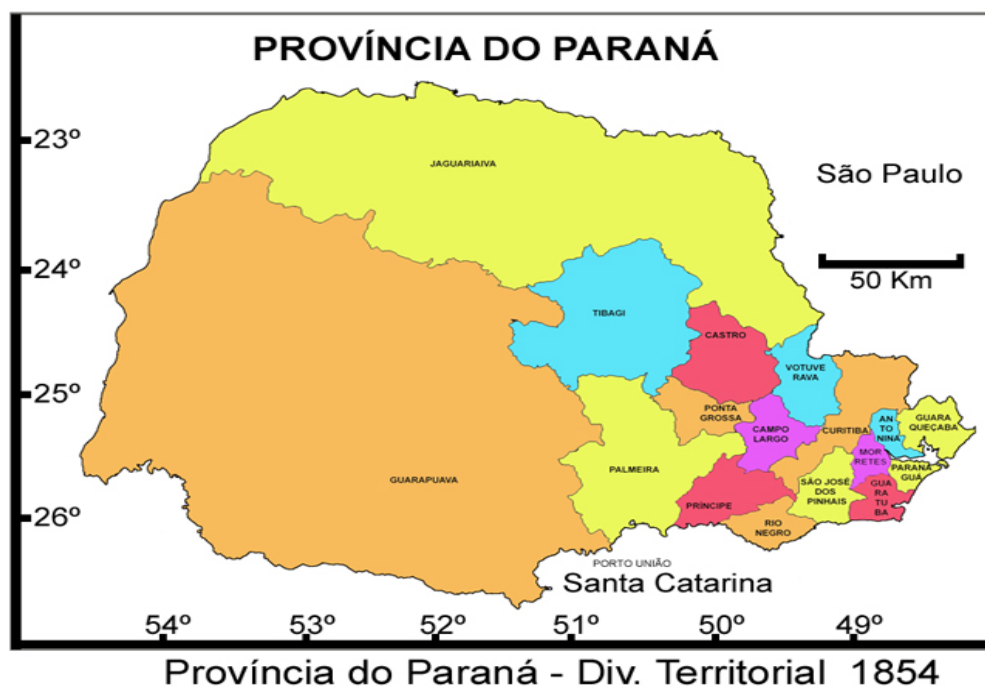 PROVÍNCIA DO PARANÁ
23º
JAGUARIAIVA
São Paulo
24º
50 Km
TIBAGI
CASTRO
VOTUVE
RAVA
25º
PONTA
GROSSA
CAMPO
LARGO
CURITIBA
AN
TO
NINA
GUARA
QUEÇABA
MOR
RETES
PARANA
GUÁ
PALMEIRA
GUARAPUAVA
SÃO JOSÉ
DOS
PINHAIS
GUA
RA
TU
BA
PRÍNCIPE
26º
RIO
NEGRO
PORTO UNIÃO
Santa Catarina
54º
53º
52º
51º
50º
49º
Província do Paraná - Div. Territorial 1854